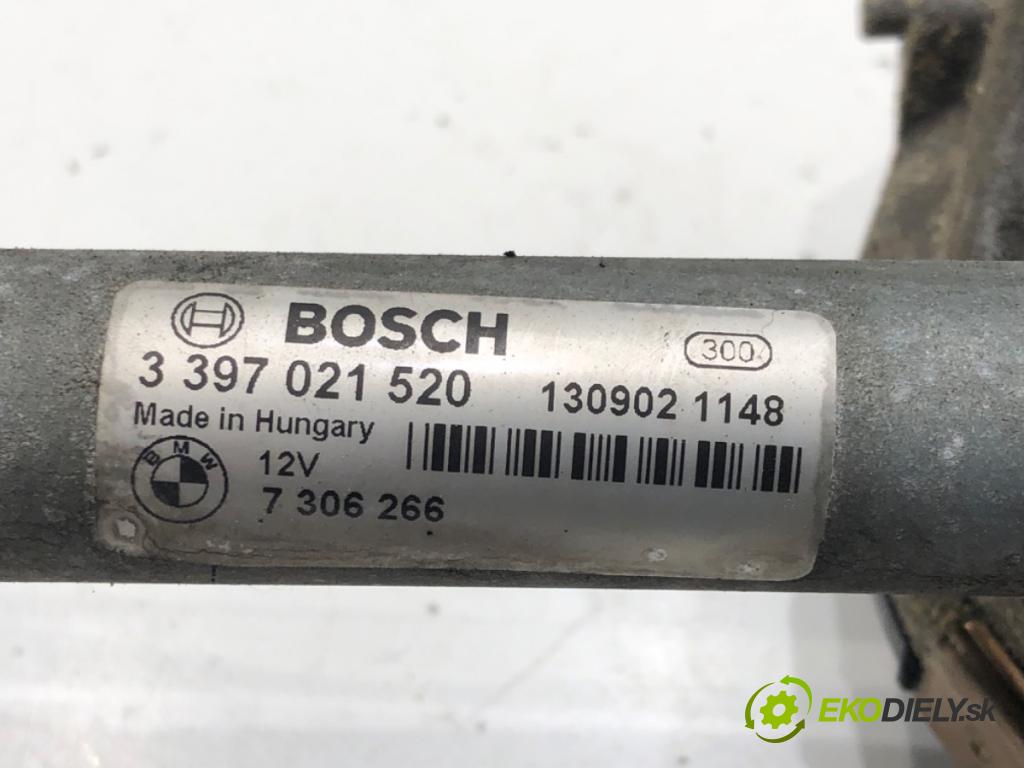 BOSCH
300
3 397 021 520 130902 1148
Made in Hungary
BMW
12V
7 306 266
EKODIELY.sk